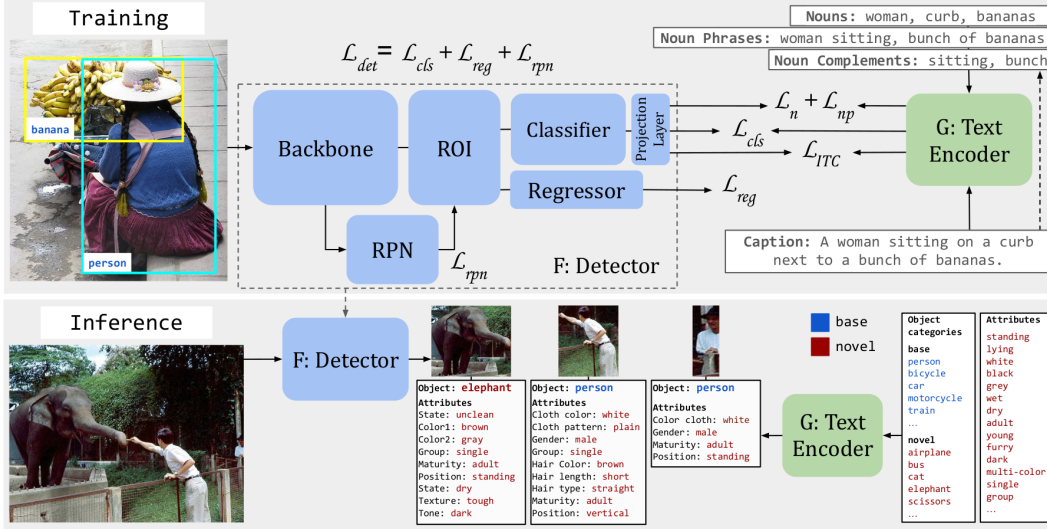 Training
Nouns: woman, curb, bananas
Noun Phrases: woman sitting, bunch of bananas
Noun Complements: sitting, bunch
ℒdet = ℒcls + ℒreg + ℒrpn
banana
person
Backbone
ROI
RPN
ℒrpn
Classifier
Projection Layer
Regressor
F: Detector
ℒn + ℒnp
ℒcls
ℒITC
ℒreg
G: Text
Encoder
Caption: A woman sitting on a curb
next to a bunch of bananas.
Inference
F: Detector
Object: elephant
Attributes
State: unclean
Color1: brown
Color2: gray
Group: single
Maturity: adult
Position: standing
State: dry
Texture: tough
Tone: dark
Object: person
Attributes
Cloth color: white
Cloth pattern: plain
Gender: male
Group: single
Hair Color: brown
Hair length: short
Hair type: straight
Maturity: adult
Position: vertical
Object: person
Attributes
Color cloth: white
Gender: male
Maturity: adult
Position: standing
base
novel
G: Text
Encoder
Object
categories
base
person
bicycle
car
motorcycle
train
...
novel
airplane
bus
cat
elephant
scissors
...
Attributes
standing
lying
white
black
grey
wet
dry
adult
young
furry
dark
multi-color
single
group
...